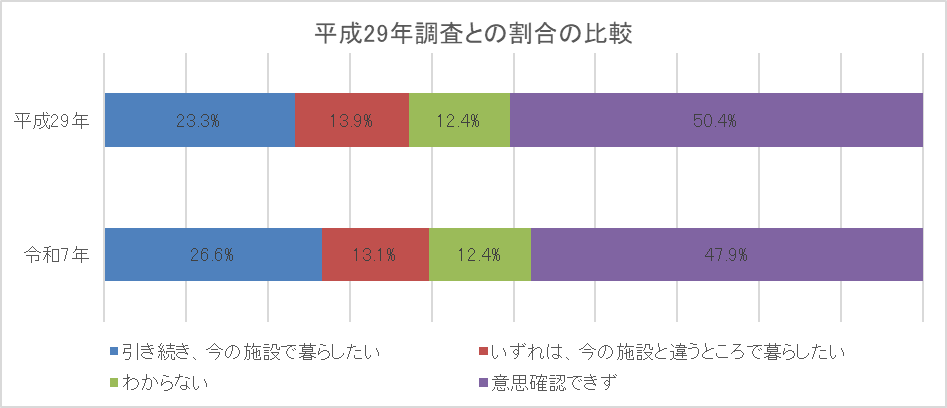 平成29年調査との割合の比較
平成29年
23.3%
13.9%
12.4%
50.4%
令和7年
26.6%
13.1%
12.4%
47.9%
引き続き、今の施設で暮らしたい
いずれは、今の施設と違うところで暮らしたい
わからない
意思確認できず